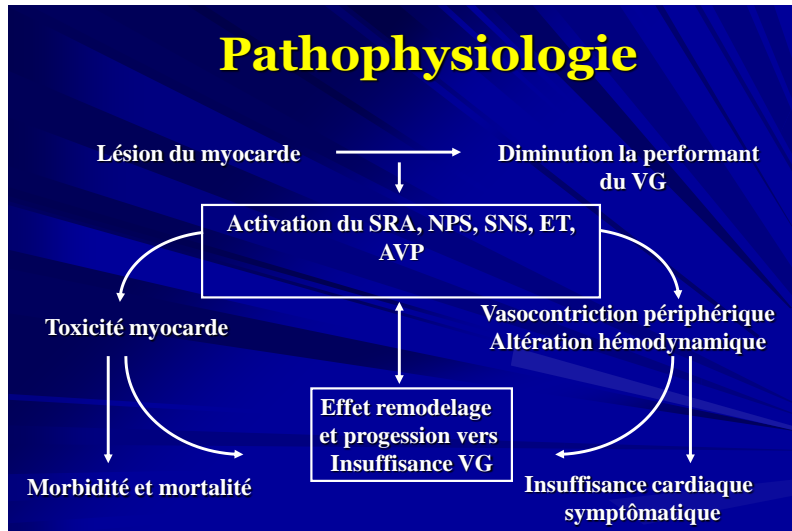 Pathophysiologie
Lésion du myocarde
Diminution la performant
du VG
Activation du SRA, NPS, SNS, ET,
AVP
Toxicité myocarde
Vasocontriction périphérique
Altération hémodynamique
Effet remodelage
et progession vers
Insuffisance VG
Morbidité et mortalité
Insuffisance cardiaque
symptômatique